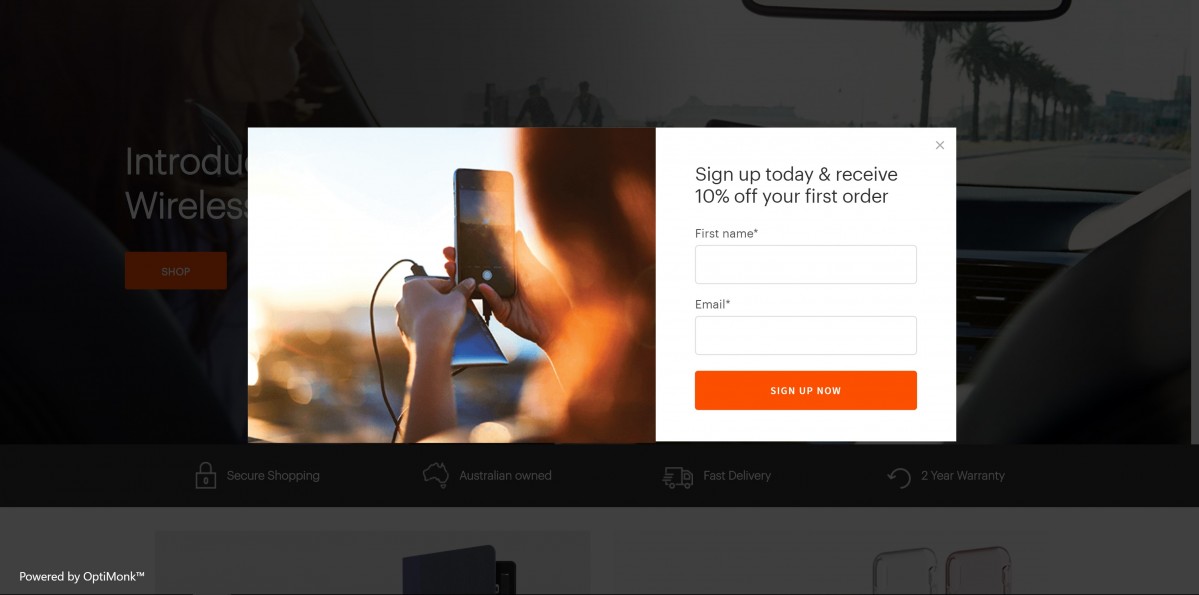 Introdu
Wireless
SHOP
Sign up today & receive
10% off your first order
First name*
Email*
SIGN UP NOW
Secure Shopping
Australian owned
Fast Delivery
2 Year Warranty
Powered by OptiMonk™